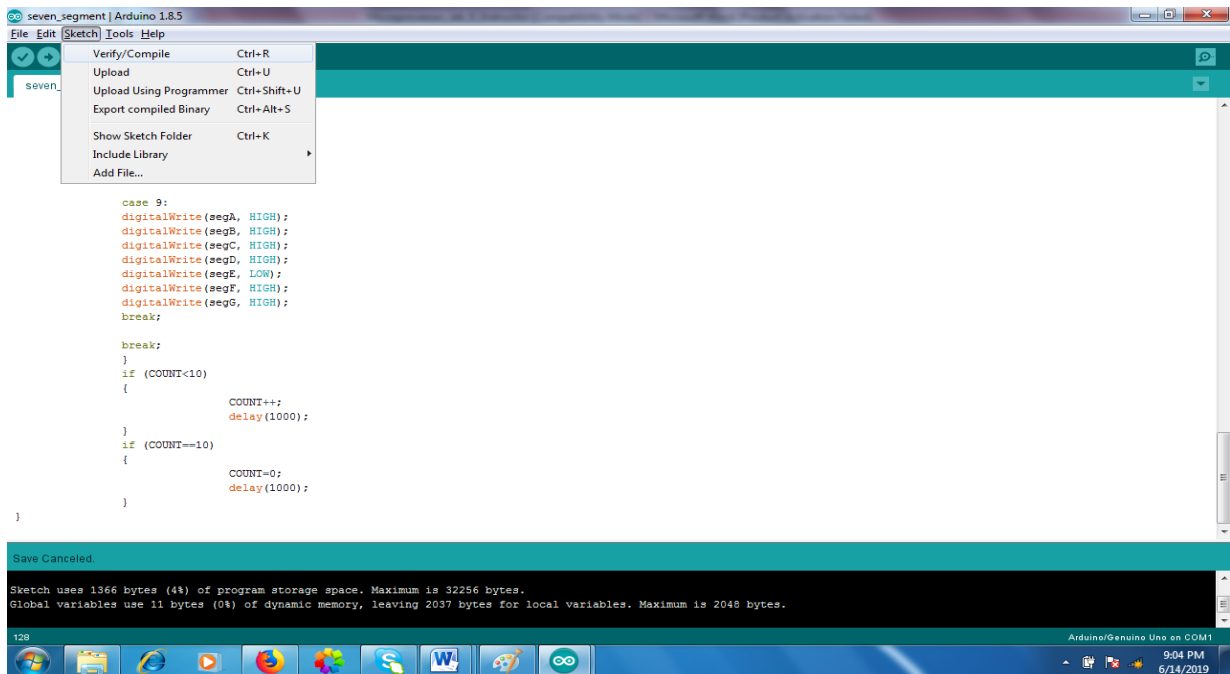 seven_segment | Arduino 1.8.5
File Edit Sketch Tools Help
Verify/Compile Ctrl+R
Upload Ctrl+U
seven_
Upload Using Programmer Ctrl+Shift+U
Export compiled Binary Ctrl+Alt+S
Show Sketch Folder Ctrl+K
Include Library
Add File...
case 9:
digitalWrite(segA, HIGH);
digitalWrite(segB, HIGH);
digitalWrite(segC, HIGH);
digitalWrite(segD, HIGH);
digitalWrite(segE, LOW);
digitalWrite(segF, HIGH);
digitalWrite(segG, HIGH);
break;
break;
}
if (COUNT<10)
{
COUNT++;
delay(1000);
}
if (COUNT==10)
{
COUNT=0;
delay(1000);
}
}
Save Canceled.
Sketch uses 1366 bytes (4%) of program storage space. Maximum is 32256 bytes.
Global variables use 11 bytes (0%) of dynamic memory, leaving 2037 bytes for local variables. Maximum is 2048 bytes.
128 Arduino/Genuino Uno on COM1
9:04 PM
6/14/2019